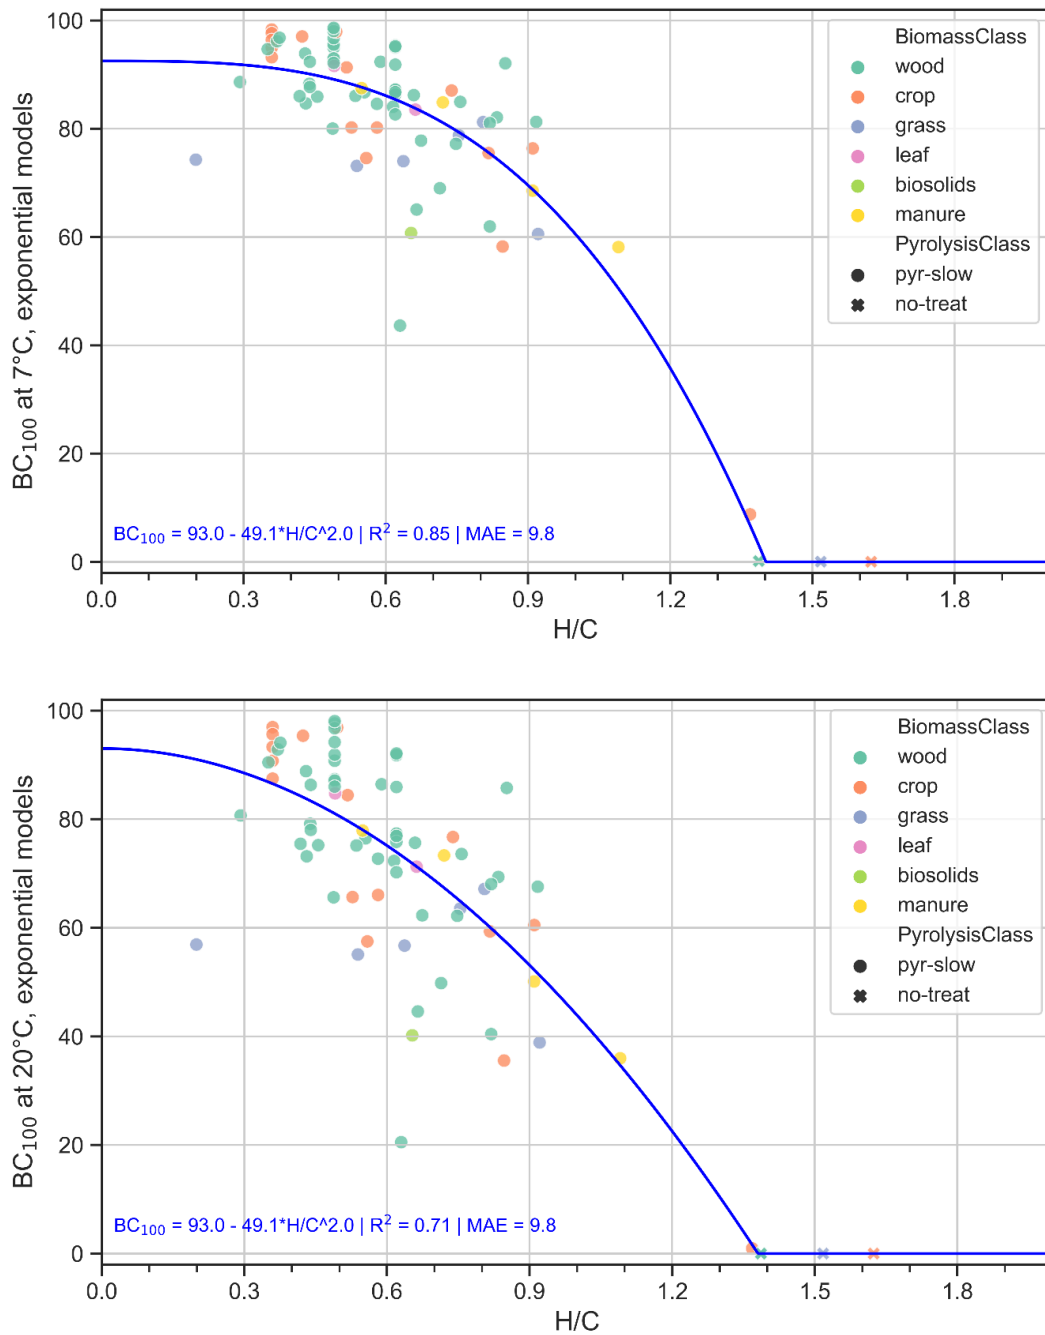 BC100 at 7°C, exponential models
100
80
60
40
20
0
BiomassClass
wood
crop
grass
leaf
biosolids
manure
PyrolysisClass
pyr-slow
no-treat
BC100 = 93.0 - 49.1*H/C^2.0 | R2 = 0.85 | MAE = 9.8
0.0 0.3 0.6 0.9 1.2 1.5 1.8
H/C
BC100 at 20°C, exponential models
100
80
60
40
20
0
BiomassClass
wood
crop
grass
leaf
biosolids
manure
PyrolysisClass
pyr-slow
no-treat
BC100 = 93.0 - 49.1*H/C^2.0 | R2 = 0.71 | MAE = 9.8
0.0 0.3 0.6 0.9 1.2 1.5 1.8
H/C